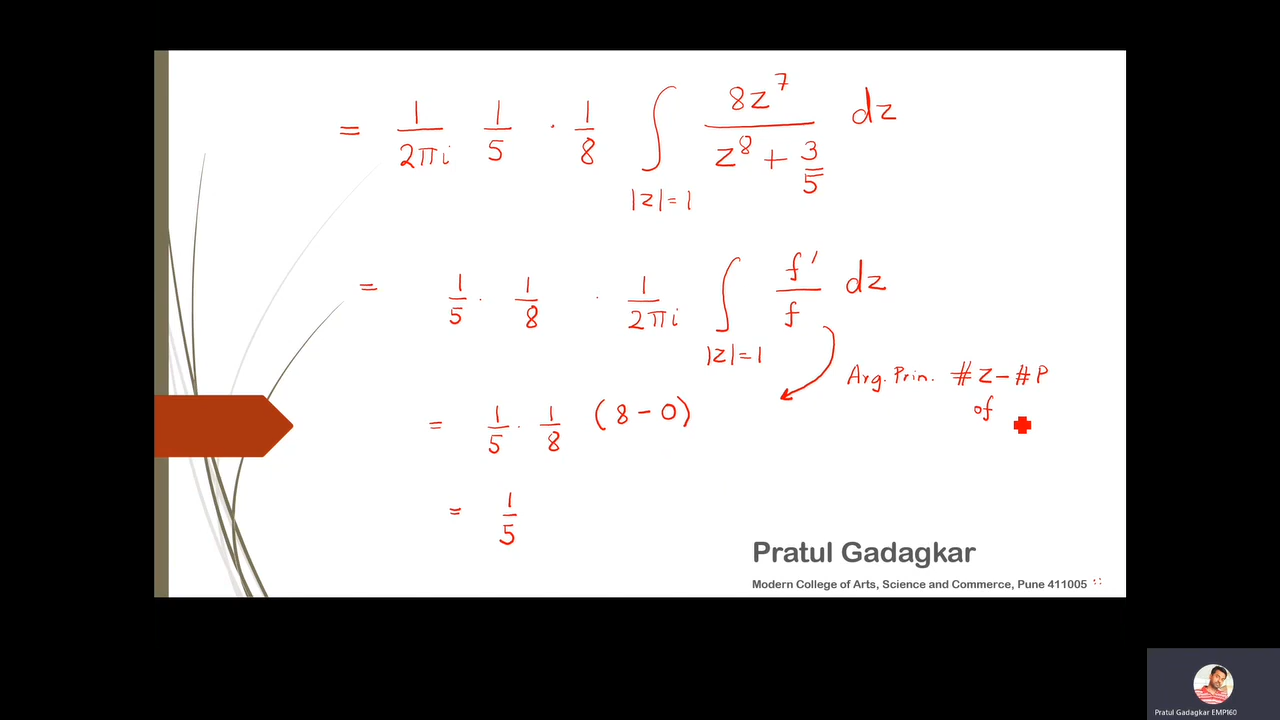 = 1/2πi 1/5 · 1/8 ∫|z|=1 8z^7/(z^8 + 3/5) dz
= 1/5 · 1/8 · 1/2πi ∫|z|=1 f'/f dz
Arg. Prin. #Z - #P
of
= 1/5 · 1/8 (8 - 0)
= 1/5
Pratul Gadagkar
Modern College of Arts, Science and Commerce, Pune 411005
Pratul Gadagkar EMP160